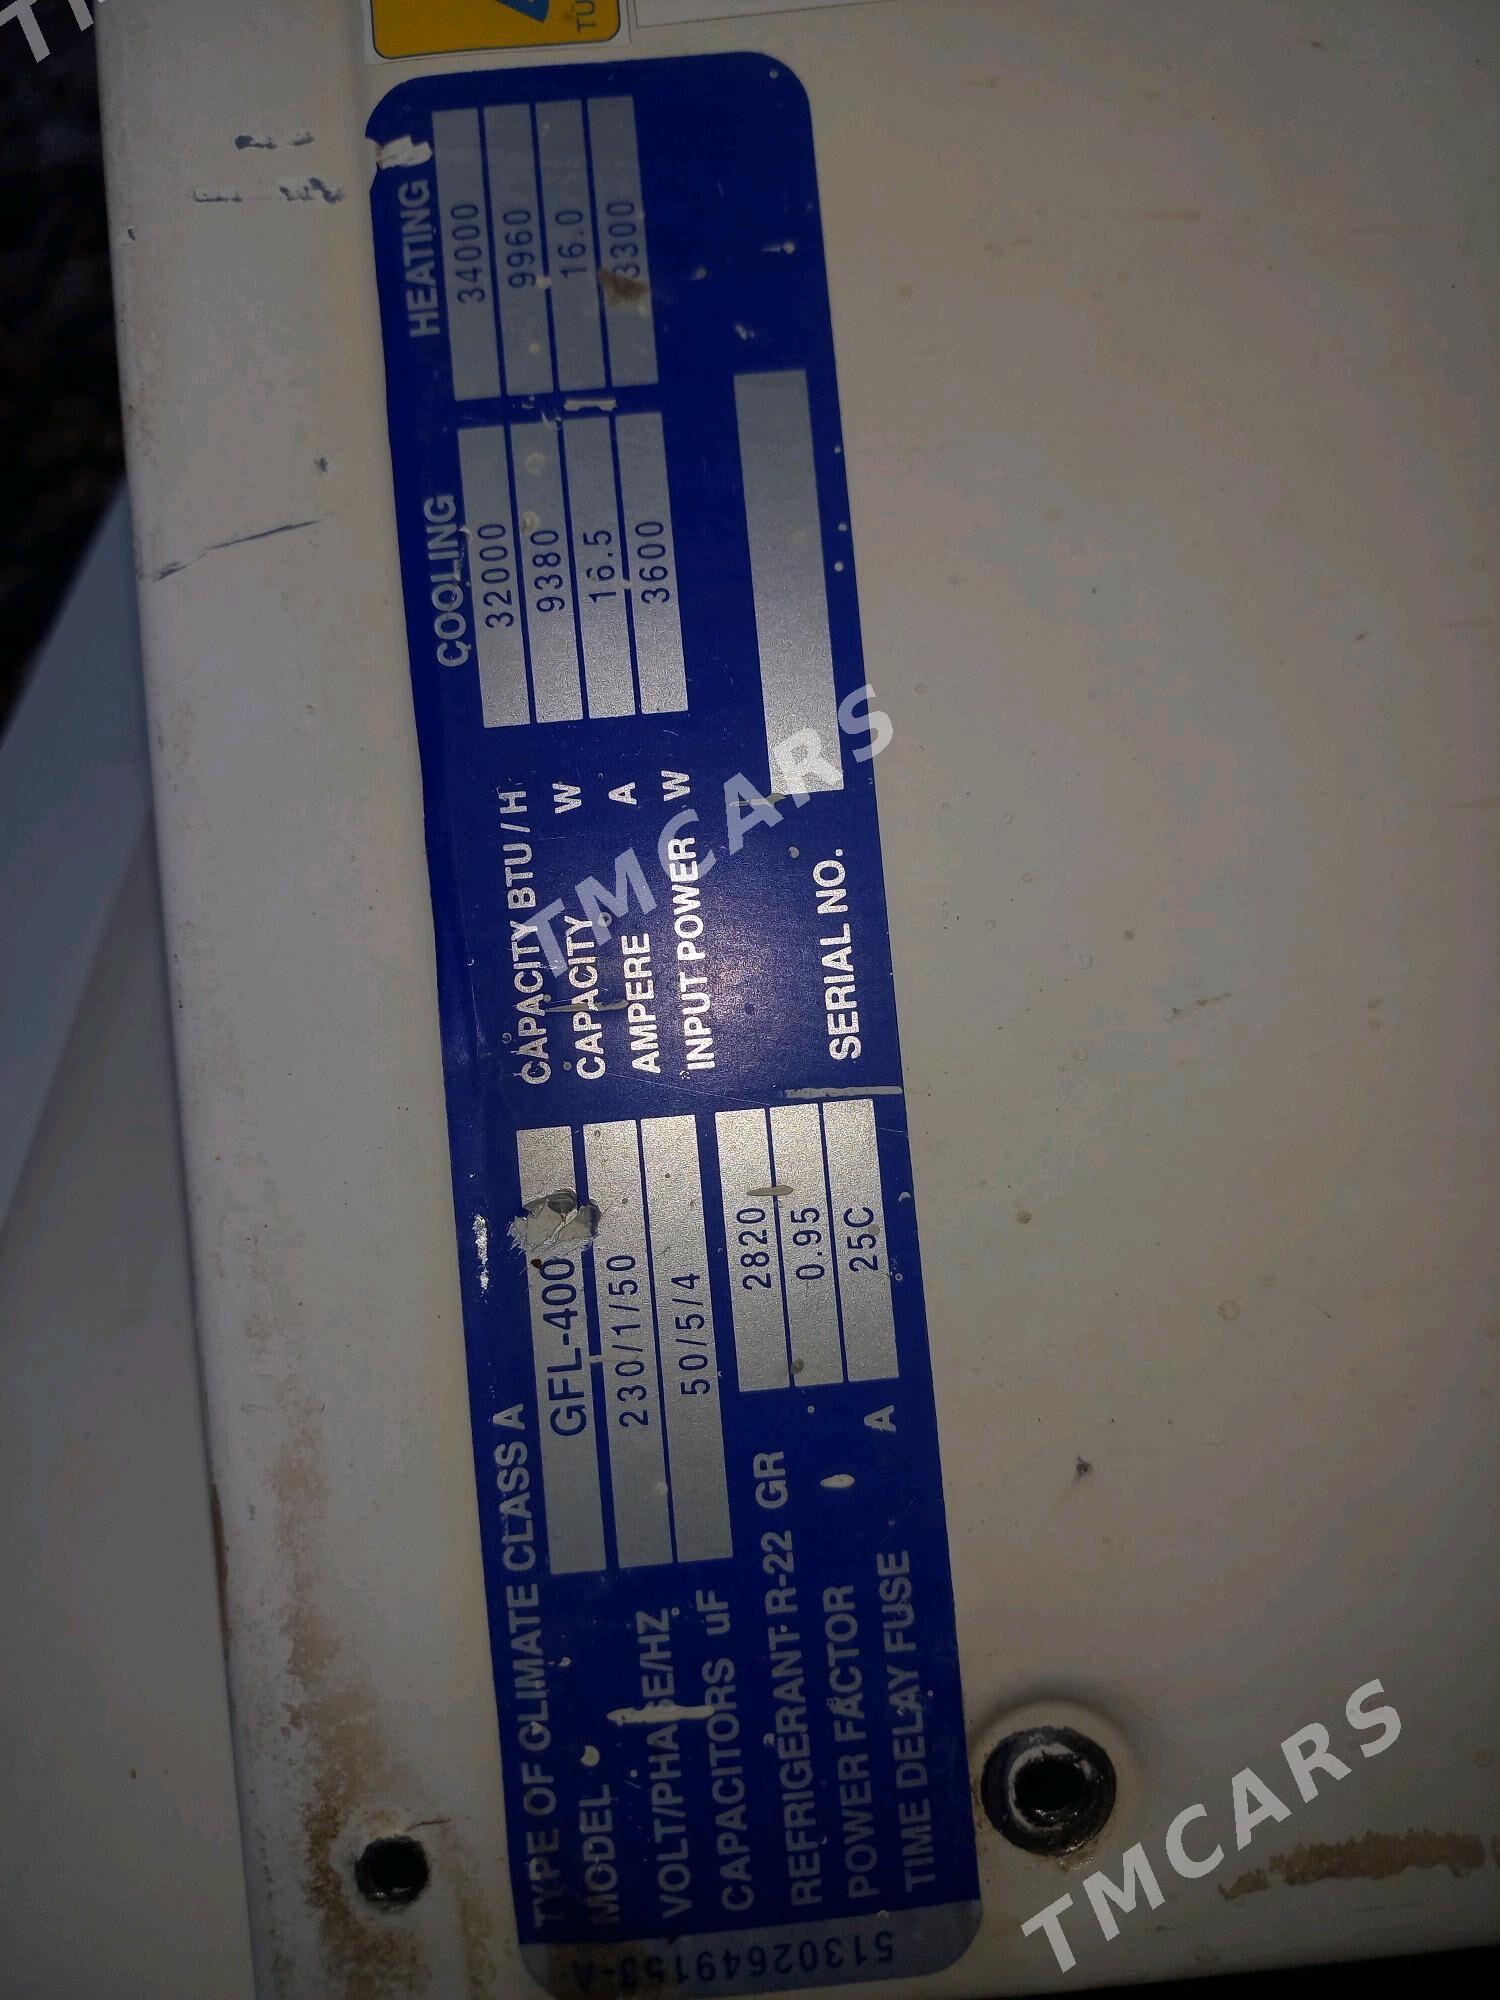 TÜ
TYPE OF CLIMATE CLASS A
MODEL GFL-400
VOLT/PHASE/HZ 230/1/50
CAPACITORS uF 50/5/4
REFRIGERANT R-22 GR 2820
POWER FACTOR 0.95
TIME DELAY FUSE A 25C
COOLING HEATING
CAPACITY BTU/H 32000 34000
CAPACITY W 9380 9960
AMPERE A 16.5 16.0
INPUT POWER W 3600 3300
SERIAL NO.
51302649153-A
TMCARS
TMCARS